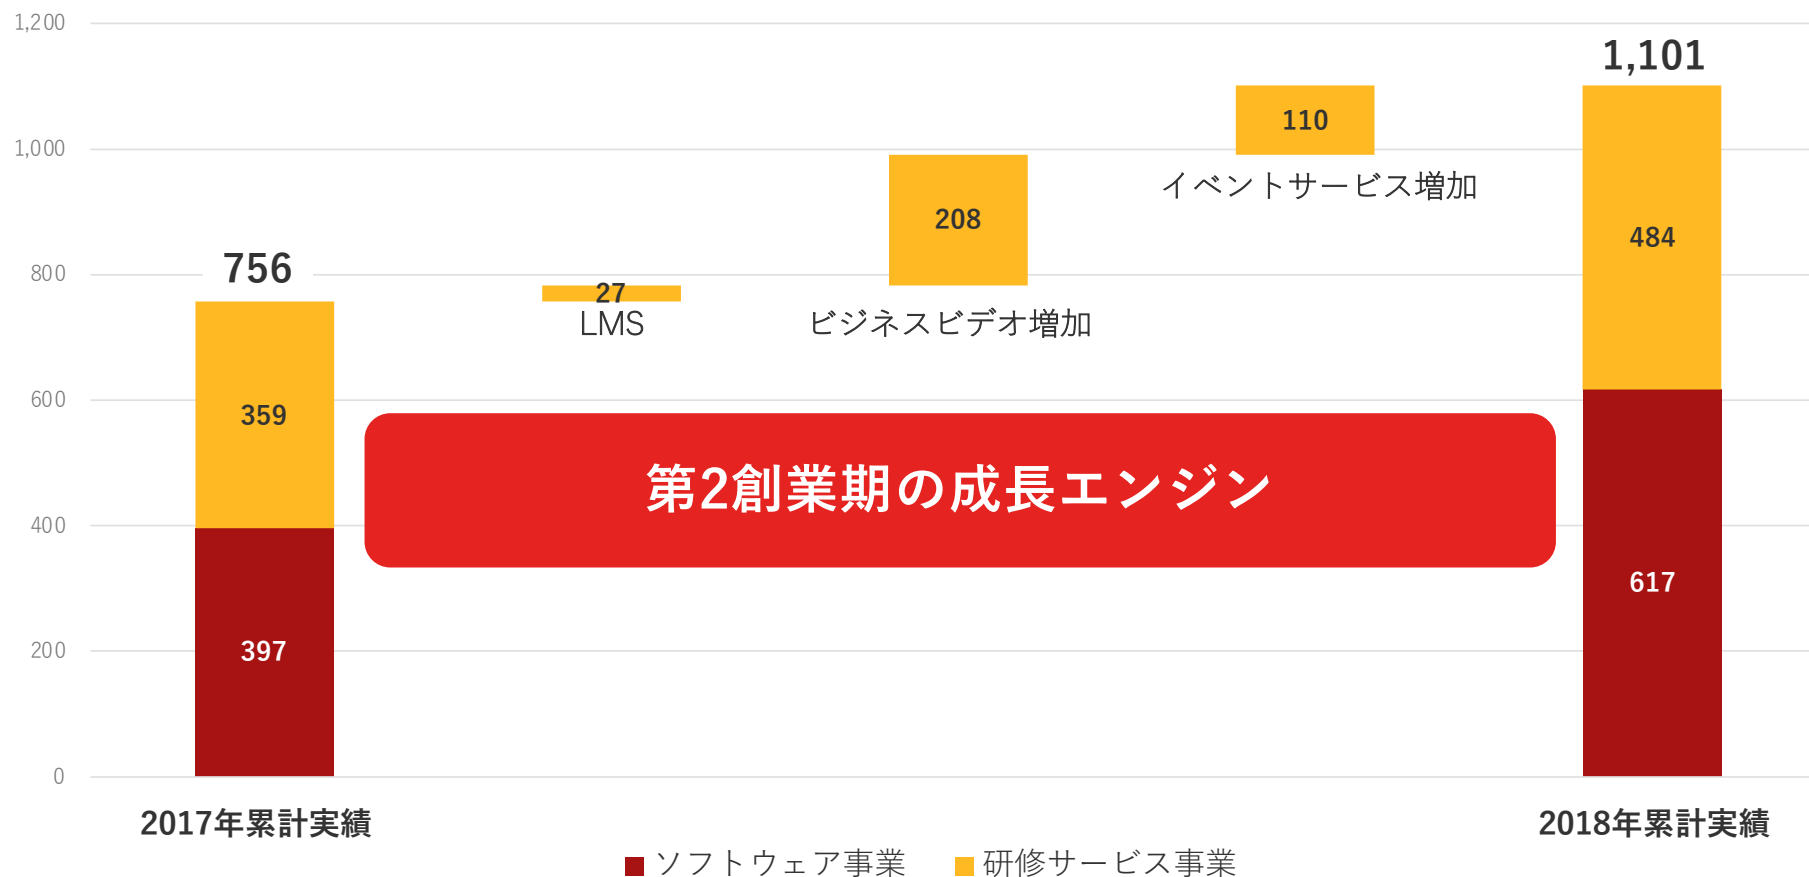 1,200
1,000
800
600
400
200
0
756
359
397
27
LMS
208
ビジネスビデオ増加
110
イベントサービス増加
1,101
484
617
第2創業期の成長エンジン
2017年累計実績
2018年累計実績
ソフトウェア事業
研修サービス事業